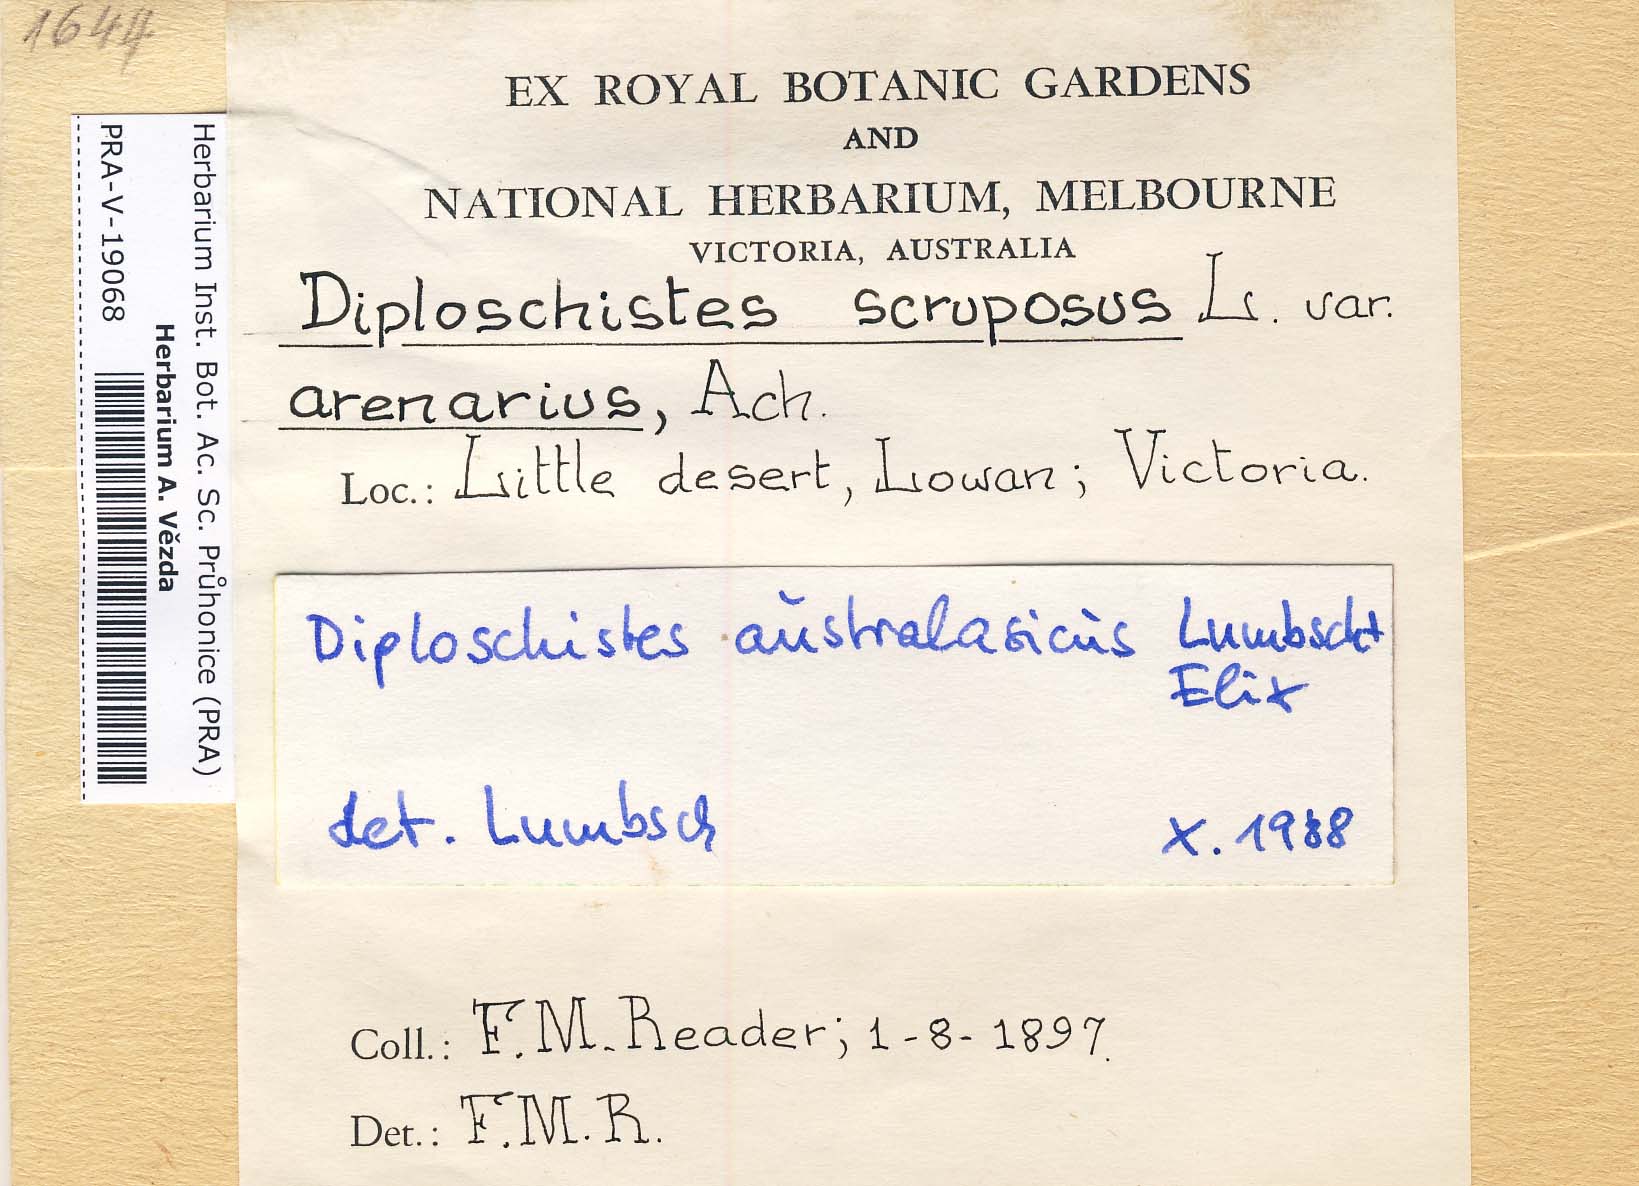 1644
Herbarium Inst. Bot. Ac. Sc. Průhonice (PRA)
Herbarium A. Vězda
PRA-V-19068
EX ROYAL BOTANIC GARDENS
AND
NATIONAL HERBARIUM, MELBOURNE
VICTORIA, AUSTRALIA
Diploschistes scruposus L. var.
arenarius, Ach.
Loc.: Little desert, Lowan; Victoria.
Diploschistes australasicus Lumbsch+
Elix
det. Lumbsch X. 1988
Coll.: F.M. Reader; 1-8-1897.
Det.: F.M.R.